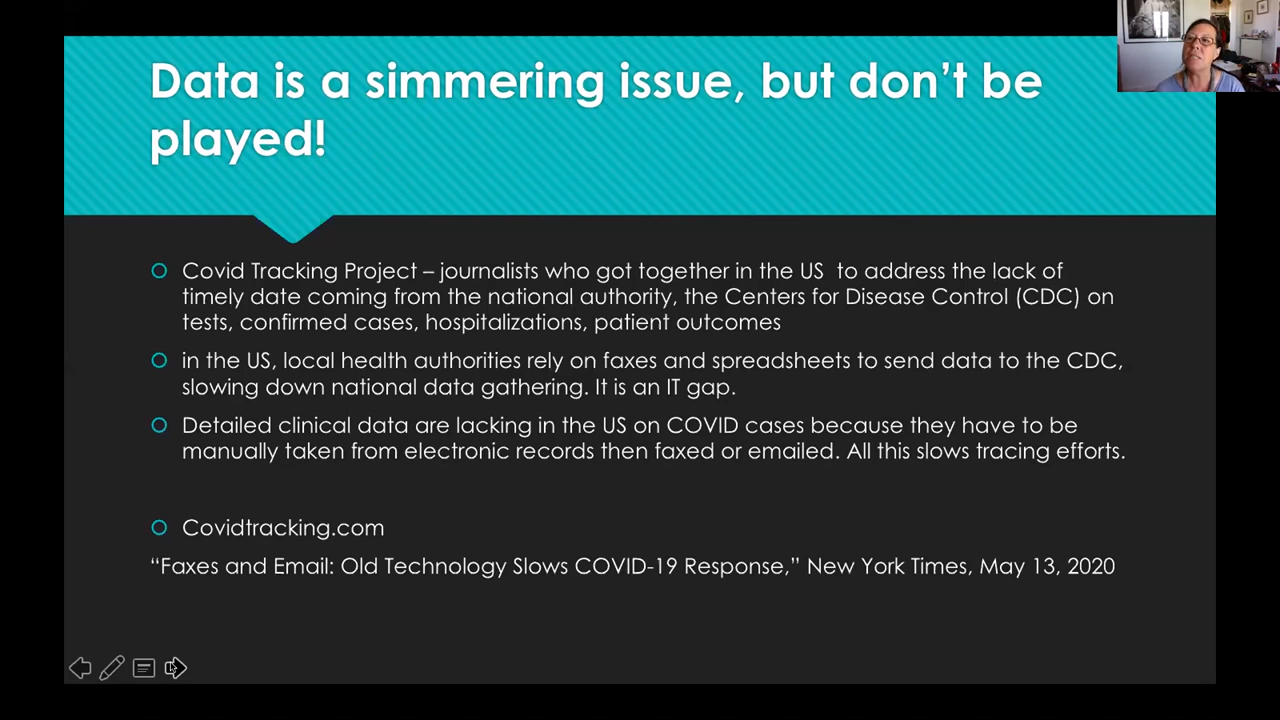 Data is a simmering issue, but don’t be
played!
Covid Tracking Project – journalists who got together in the US  to address the lack of
timely date coming from the national authority, the Centers for Disease Control (CDC) on
tests, confirmed cases, hospitalizations, patient outcomes
in the US, local health authorities rely on faxes and spreadsheets to send data to the CDC,
slowing down national data gathering. It is an IT gap.
Detailed clinical data are lacking in the US on COVID cases because they have to be
manually taken from electronic records then faxed or emailed. All this slows tracing efforts.
Covidtracking.com
“Faxes and Email: Old Technology Slows COVID-19 Response,” New York Times, May 13, 2020